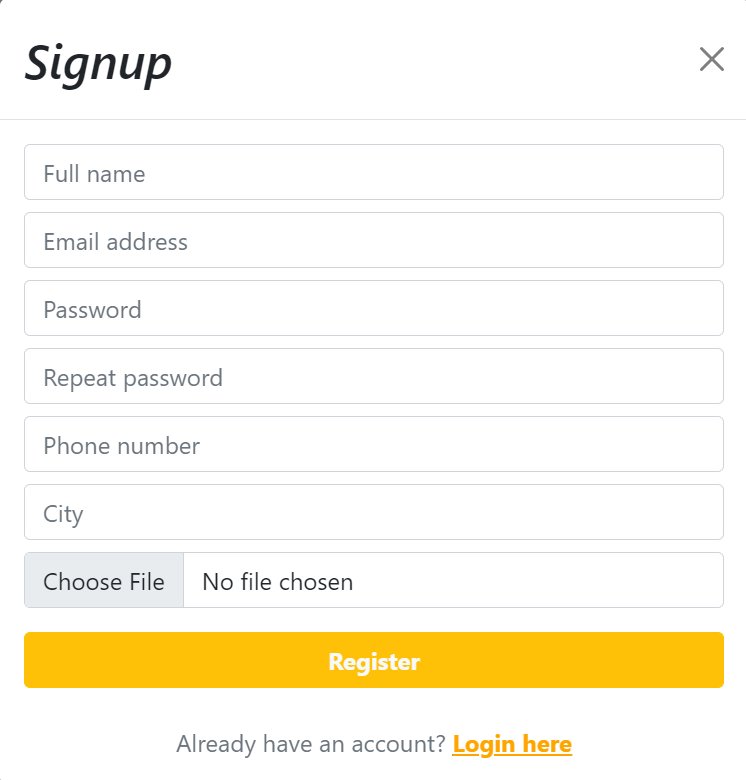 Signup
Full name
Email address
Password
Repeat password
Phone number
City
Choose File No file chosen
Register
Already have an account? Login here